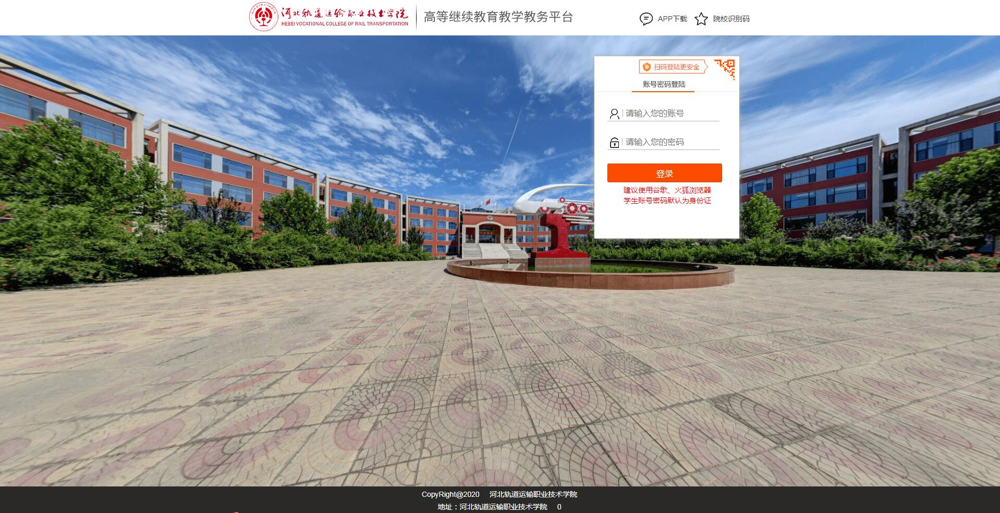 河北轨道运输职业技术学院
HEBEI VOCATIONAL COLLEGE OF RAIL TRANSPORTATION
高等继续教育教学教务平台
APP下载
院校识别码
扫码登陆更安全
账号密码登陆
请输入您的账号
请输入您的密码
登录
建议使用谷歌、火狐浏览器
学生账号密码默认为身份证
CopyRight@2020 河北轨道运输职业技术学院
地址：河北轨道运输职业技术学院 0